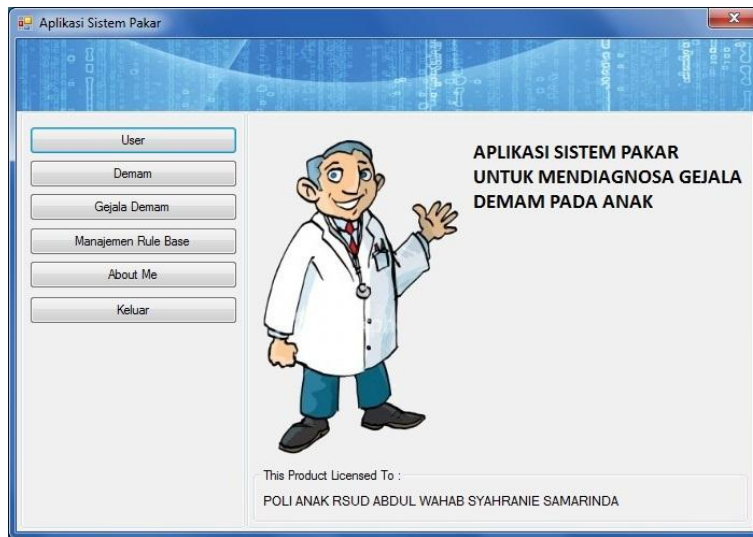 Aplikasi Sistem Pakar
User
Demam
Gejala Demam
Manajemen Rule Base
About Me
Keluar
APLIKASI SISTEM PAKAR
UNTUK MENDIAGNOSA GEJALA
DEMAM PADA ANAK
This Product Licensed To :
POLI ANAK RSUD ABDUL WAHAB SYAHRANIE SAMARINDA